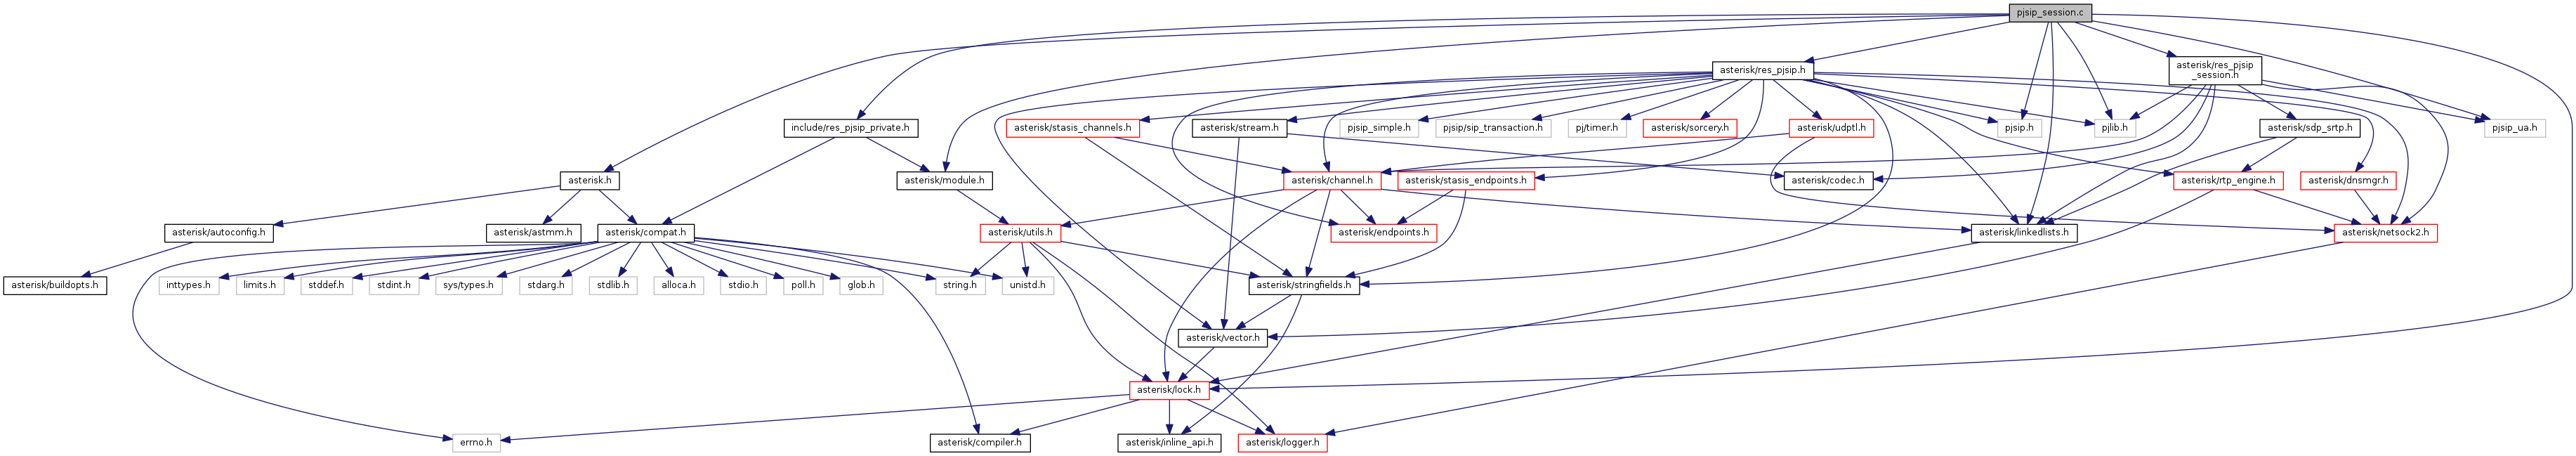 pjsip_session.c
asterisk/res_pjsip.h
asterisk/res_pjsip
_session.h
include/res_pjsip_private.h
asterisk/stasis_channels.h
asterisk/stream.h
pjsip_simple.h
pjsip/sip_transaction.h
pj/timer.h
asterisk/sorcery.h
asterisk/udptl.h
pjsip.h
pjlib.h
asterisk/sdp_srtp.h
pjsip_ua.h
asterisk.h
asterisk/module.h
asterisk/channel.h
asterisk/stasis_endpoints.h
asterisk/codec.h
asterisk/rtp_engine.h
asterisk/dnsmgr.h
asterisk/autoconfig.h
asterisk/astmm.h
asterisk/compat.h
asterisk/utils.h
asterisk/endpoints.h
asterisk/linkedlists.h
asterisk/netsock2.h
asterisk/buildopts.h
inttypes.h
limits.h
stddef.h
stdint.h
sys/types.h
stdarg.h
stdlib.h
alloca.h
stdio.h
poll.h
glob.h
string.h
unistd.h
asterisk/stringfields.h
asterisk/vector.h
asterisk/lock.h
errno.h
asterisk/compiler.h
asterisk/inline_api.h
asterisk/logger.h